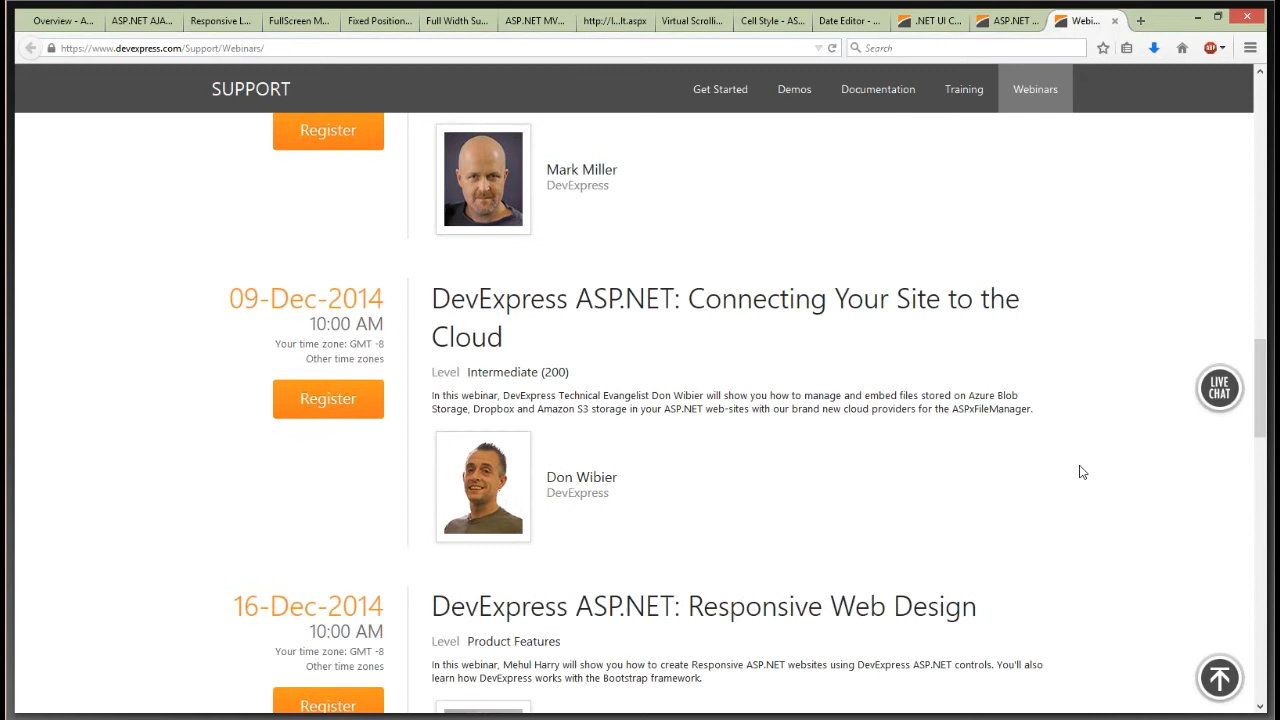 Overview - A...
ASP.NET AJA...
Responsive L...
FullScreen M...
Fixed Position...
Full Width Su...
ASP.NET MV...
http://l...lt.aspx
Virtual Scrolli...
Cell Style - AS...
Date Editor - ...
.NET UI C...
ASP.NET ...
Webi...
https://www.devexpress.com/Support/Webinars/
Search
ABP
SUPPORT
Get Started
Demos
Documentation
Training
Webinars
Register
Mark Miller
DevExpress
09-Dec-2014
10:00 AM
Your time zone: GMT -8
Other time zones
Register
DevExpress ASP.NET: Connecting Your Site to the
Cloud
Level Intermediate (200)
In this webinar, DevExpress Technical Evangelist Don Wibier will show you how to manage and embed files stored on Azure Blob
Storage, Dropbox and Amazon S3 storage in your ASP.NET web-sites with our brand new cloud providers for the ASPxFileManager.
Don Wibier
DevExpress
LIVE
CHAT
16-Dec-2014
10:00 AM
Your time zone: GMT -8
Other time zones
Register
DevExpress ASP.NET: Responsive Web Design
Level Product Features
In this webinar, Mehul Harry will show you how to create Responsive ASP.NET websites using DevExpress ASP.NET controls. You'll also
learn how DevExpress works with the Bootstrap framework.